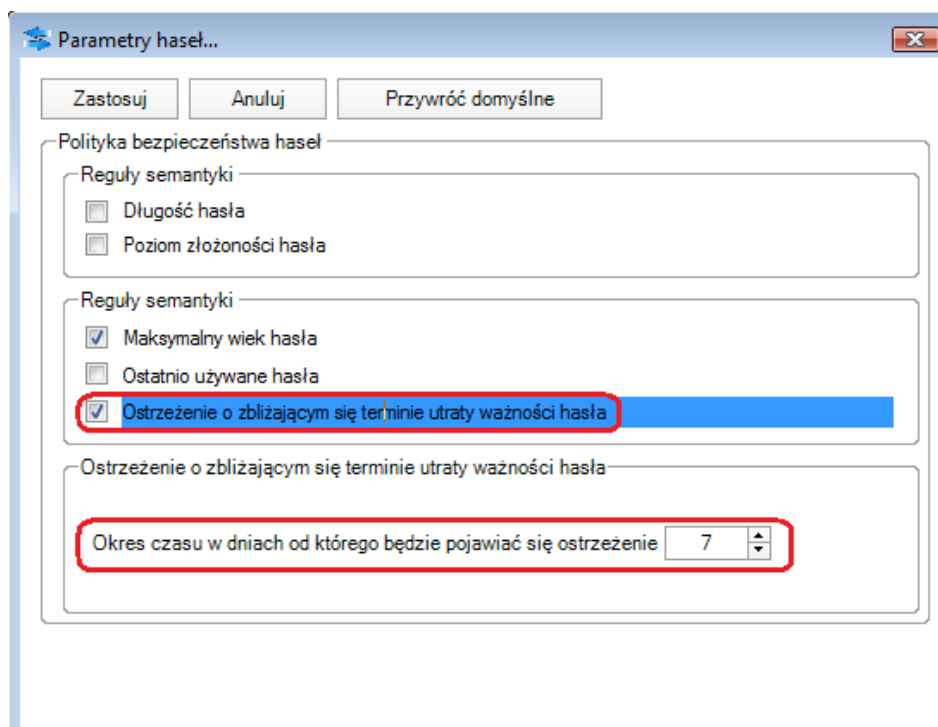 Parametry haseł...
Zastosuj Anuluj Przywróć domyślne
Polityka bezpieczeństwa haseł
Reguły semantyki
Długość hasła
Poziom złożoności hasła
Reguły semantyki
Maksymalny wiek hasła
Ostatnio używane hasła
Ostrzeżenie o zbliżającym się terminie utraty ważności hasła
Ostrzeżenie o zbliżającym się terminie utraty ważności hasła
Okres czasu w dniach od którego będzie pojawiać się ostrzeżenie 7